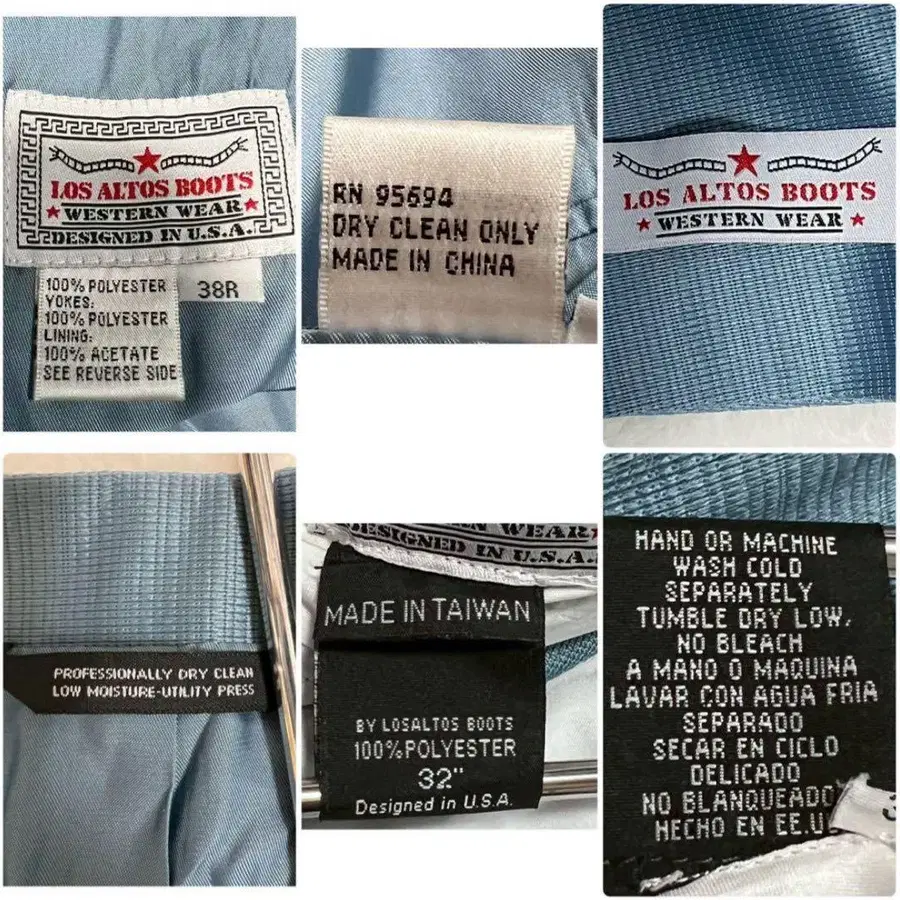 LOS ALTOS BOOTS
WESTERN WEAR
DESIGNED IN U.S.A.
100% POLYESTER
YOKES:
100% POLYESTER
LINING:
100% ACETATE
SEE REVERSE SIDE
38R
RN 95694
DRY CLEAN ONLY
MADE IN CHINA
LOS ALTOS BOOTS
WESTERN WEAR
PROFESSIONALLY DRY CLEAN
LOW MOISTURE-UTILITY PRESS
WEAR
DESIGNED IN U.S.A.
MADE IN TAIWAN
BY LOSALTOS BOOTS
100%POLYESTER
32"
Designed in U.S.A.
HAND OR MACHINE
WASH COLD
SEPARATELY
TUMBLE DRY LOW,
NO BLEACH
A MANO O MAQUINA
LAVAR CON AGUA FRIA
SEPARADO
SECAR EN CICLO
DELICADO
NO BLANQUEADO
HECHO EN EE.U